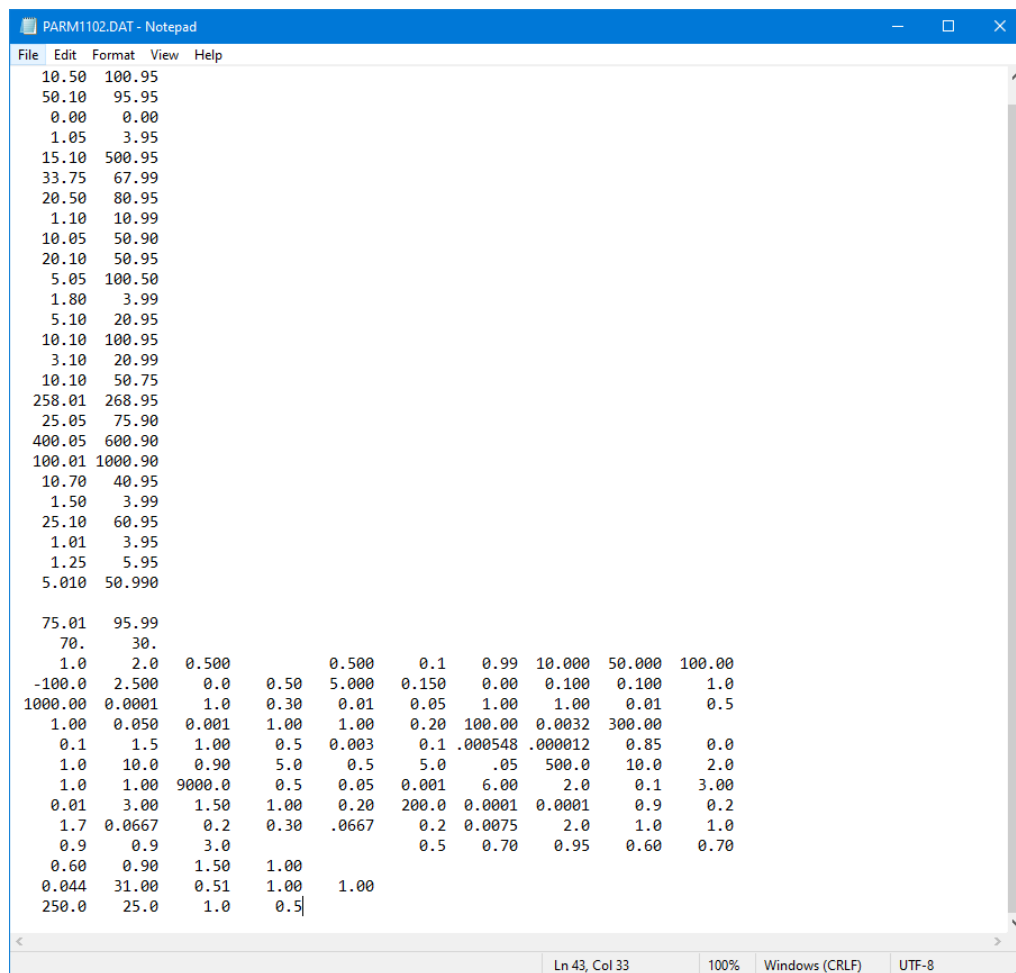 PARM1102.DAT - Notepad
File Edit Format View Help
10.50 100.95
50.10 95.95
0.00 0.00
1.05 3.95
15.10 500.95
33.75 67.99
20.50 80.95
1.10 10.99
10.05 50.90
20.10 50.95
5.05 100.50
1.80 3.99
5.10 20.95
10.10 100.95
3.10 20.99
10.10 50.75
258.01 268.95
25.05 75.90
400.05 600.90
100.01 1000.90
10.70 40.95
1.50 3.99
25.10 60.95
1.01 3.95
1.25 5.95
5.010 50.990
75.01 95.99
70. 30.
1.0 2.0 0.500 0.500 0.1 0.99 10.000 50.000 100.00
-100.0 2.500 0.0 0.50 5.000 0.150 0.00 0.100 0.100 1.0
1000.00 0.0001 1.0 0.30 0.01 0.05 1.00 1.00 0.01 0.5
1.00 0.050 0.001 1.00 1.00 0.20 100.00 0.0032 300.00
0.1 1.5 1.00 0.5 0.003 0.1 .000548 .000012 0.85 0.0
1.0 10.0 0.90 5.0 0.5 5.0 .05 500.0 10.0 2.0
1.0 1.00 9000.0 0.5 0.05 0.001 6.00 2.0 0.1 3.00
0.01 3.00 1.50 1.00 0.20 200.0 0.0001 0.0001 0.9 0.2
1.7 0.0667 0.2 0.30 .0667 0.2 0.0075 2.0 1.0 1.0
0.9 0.9 3.0 0.5 0.70 0.95 0.60 0.70
0.60 0.90 1.50 1.00
0.044 31.00 0.51 1.00 1.00
250.0 25.0 1.0 0.5
Ln 43, Col 33 100% Windows (CRLF) UTF-8